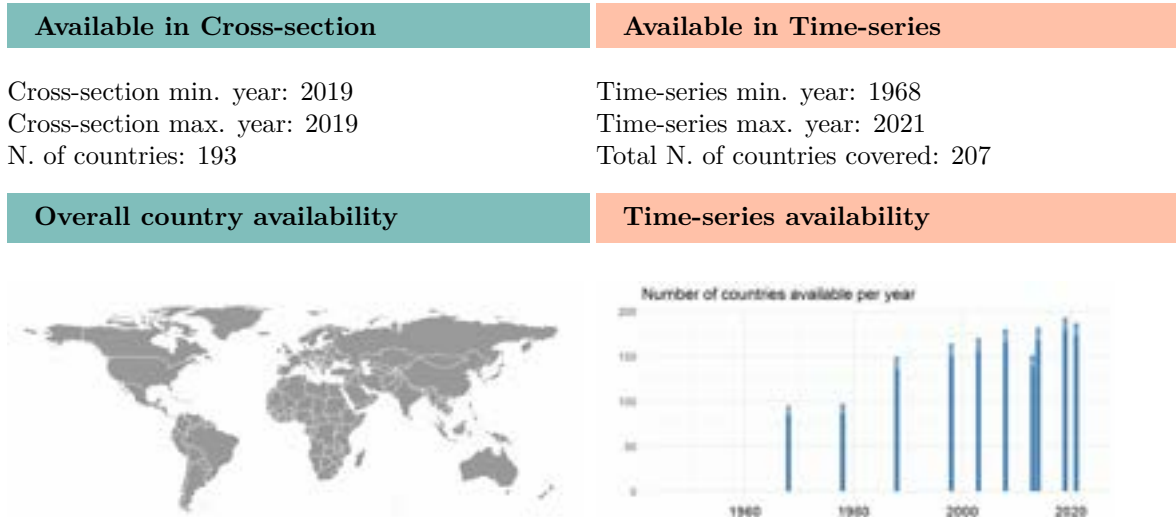 Available in Cross-section
Available in Time-series
Cross-section min. year: 2019
Cross-section max. year: 2019
N. of countries: 193
Time-series min. year: 1968
Time-series max. year: 2021
Total N. of countries covered: 207
Overall country availability
Time-series availability
Number of countries available per year
200
150
100
50
0
1960
1980
2000
2020